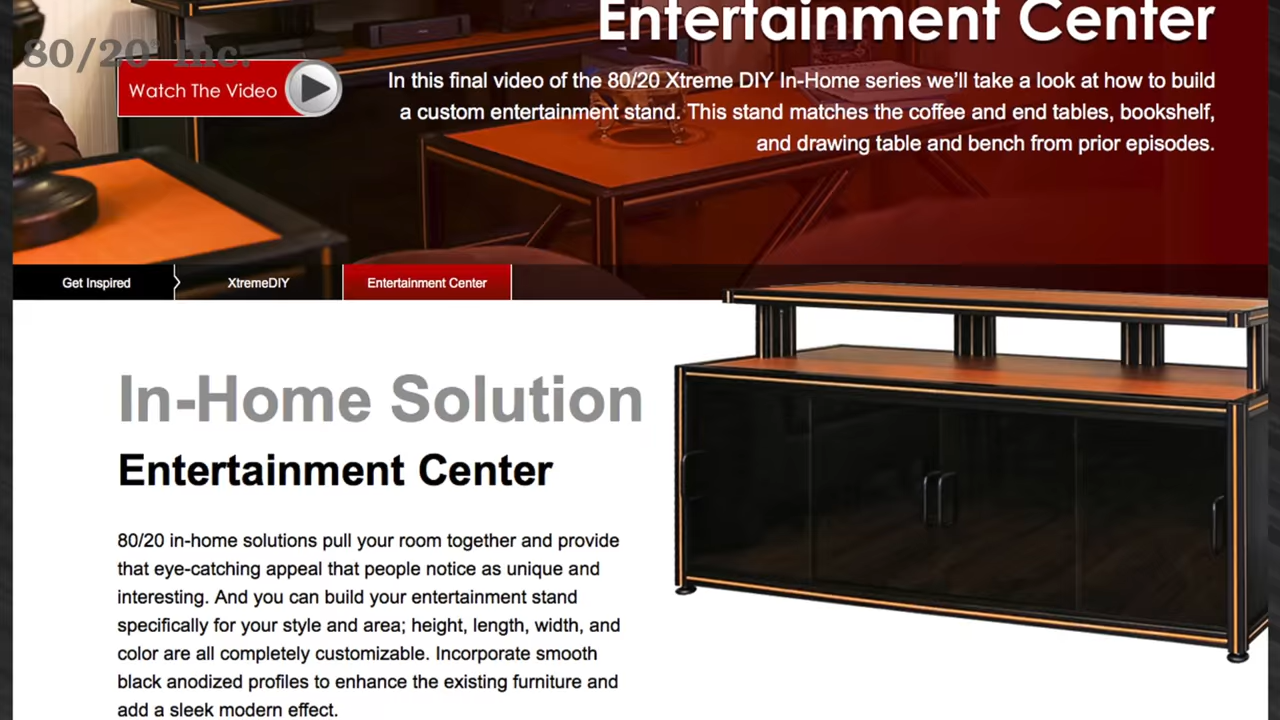 Entertainment Center
80/20® Inc.
Watch The Video
In this final video of the 80/20 Xtreme DIY In-Home series we'll take a look at how to build
a custom entertainment stand. This stand matches the coffee and end tables, bookshelf,
and drawing table and bench from prior episodes.
Get Inspired
XtremeDIY
Entertainment Center
In-Home Solution
Entertainment Center
80/20 in-home solutions pull your room together and provide
that eye-catching appeal that people notice as unique and
interesting. And you can build your entertainment stand
specifically for your style and area; height, length, width, and
color are all completely customizable. Incorporate smooth
black anodized profiles to enhance the existing furniture and
add a sleek modern effect.